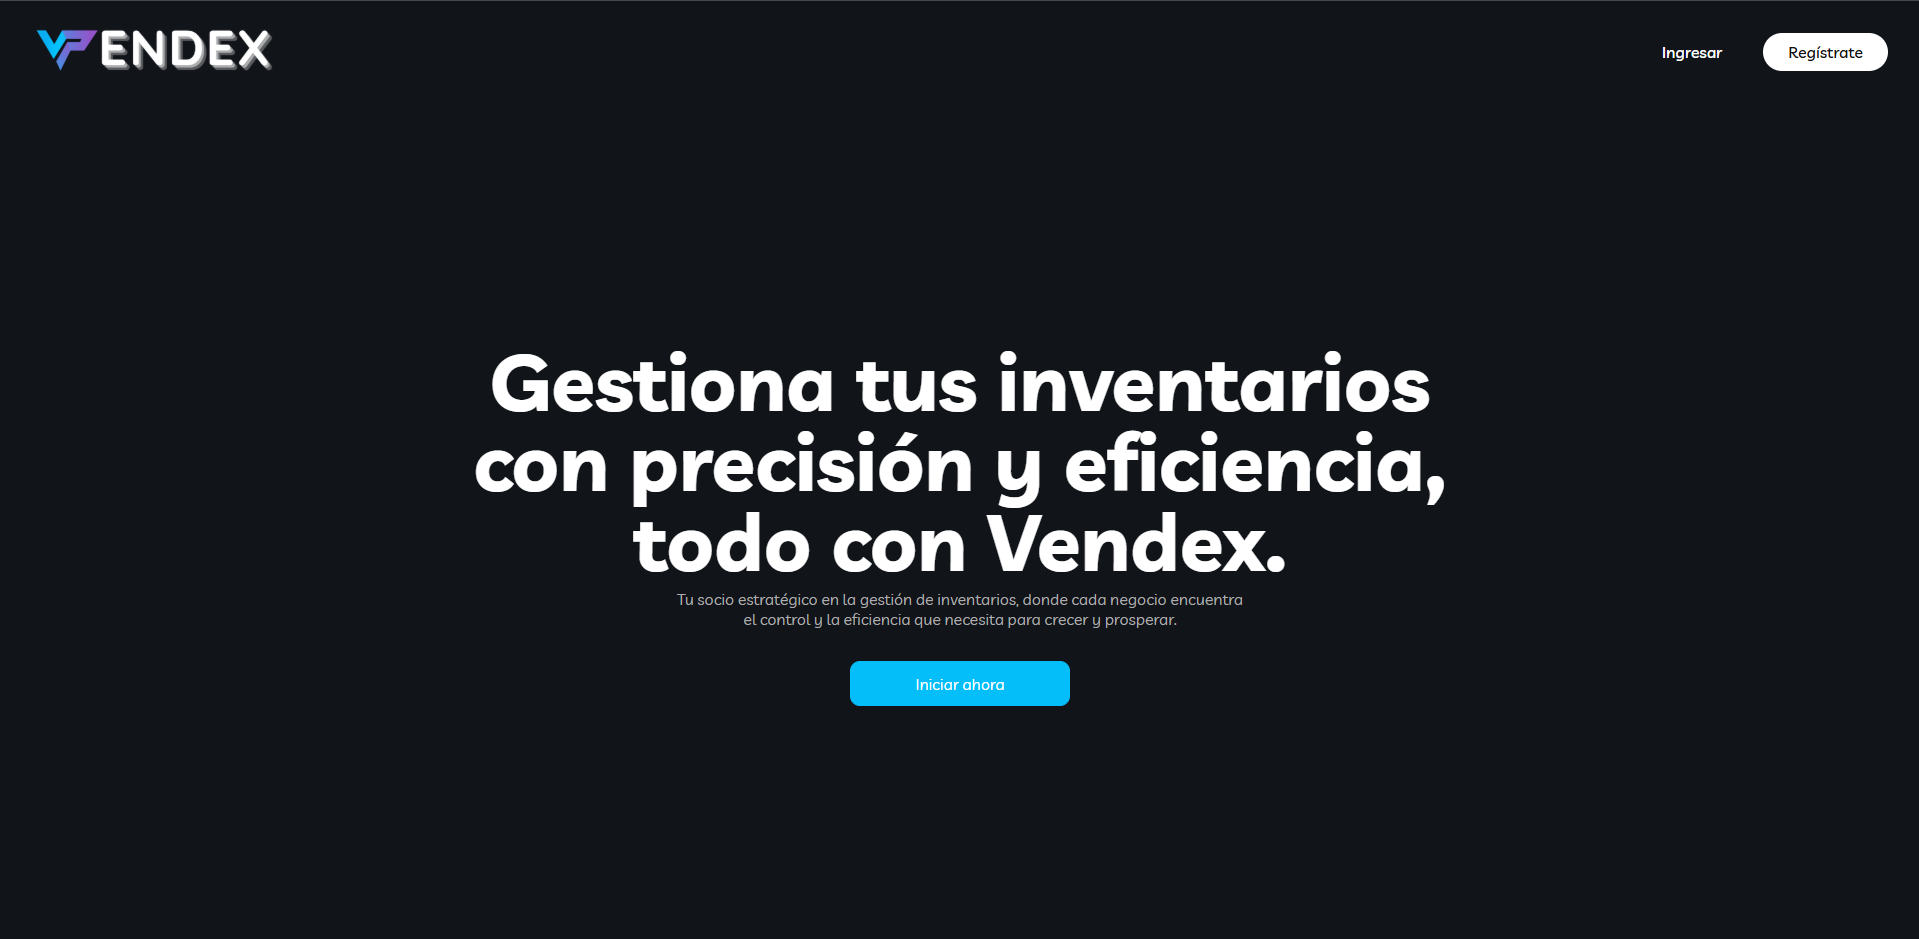 VENDEX
Ingresar
Regístrate
Gestiona tus inventarios
con precisión y eficiencia,
todo con Vendex.
Tu socio estratégico en la gestión de inventarios, donde cada negocio encuentra
el control y la eficiencia que necesita para crecer y prosperar.
Iniciar ahora